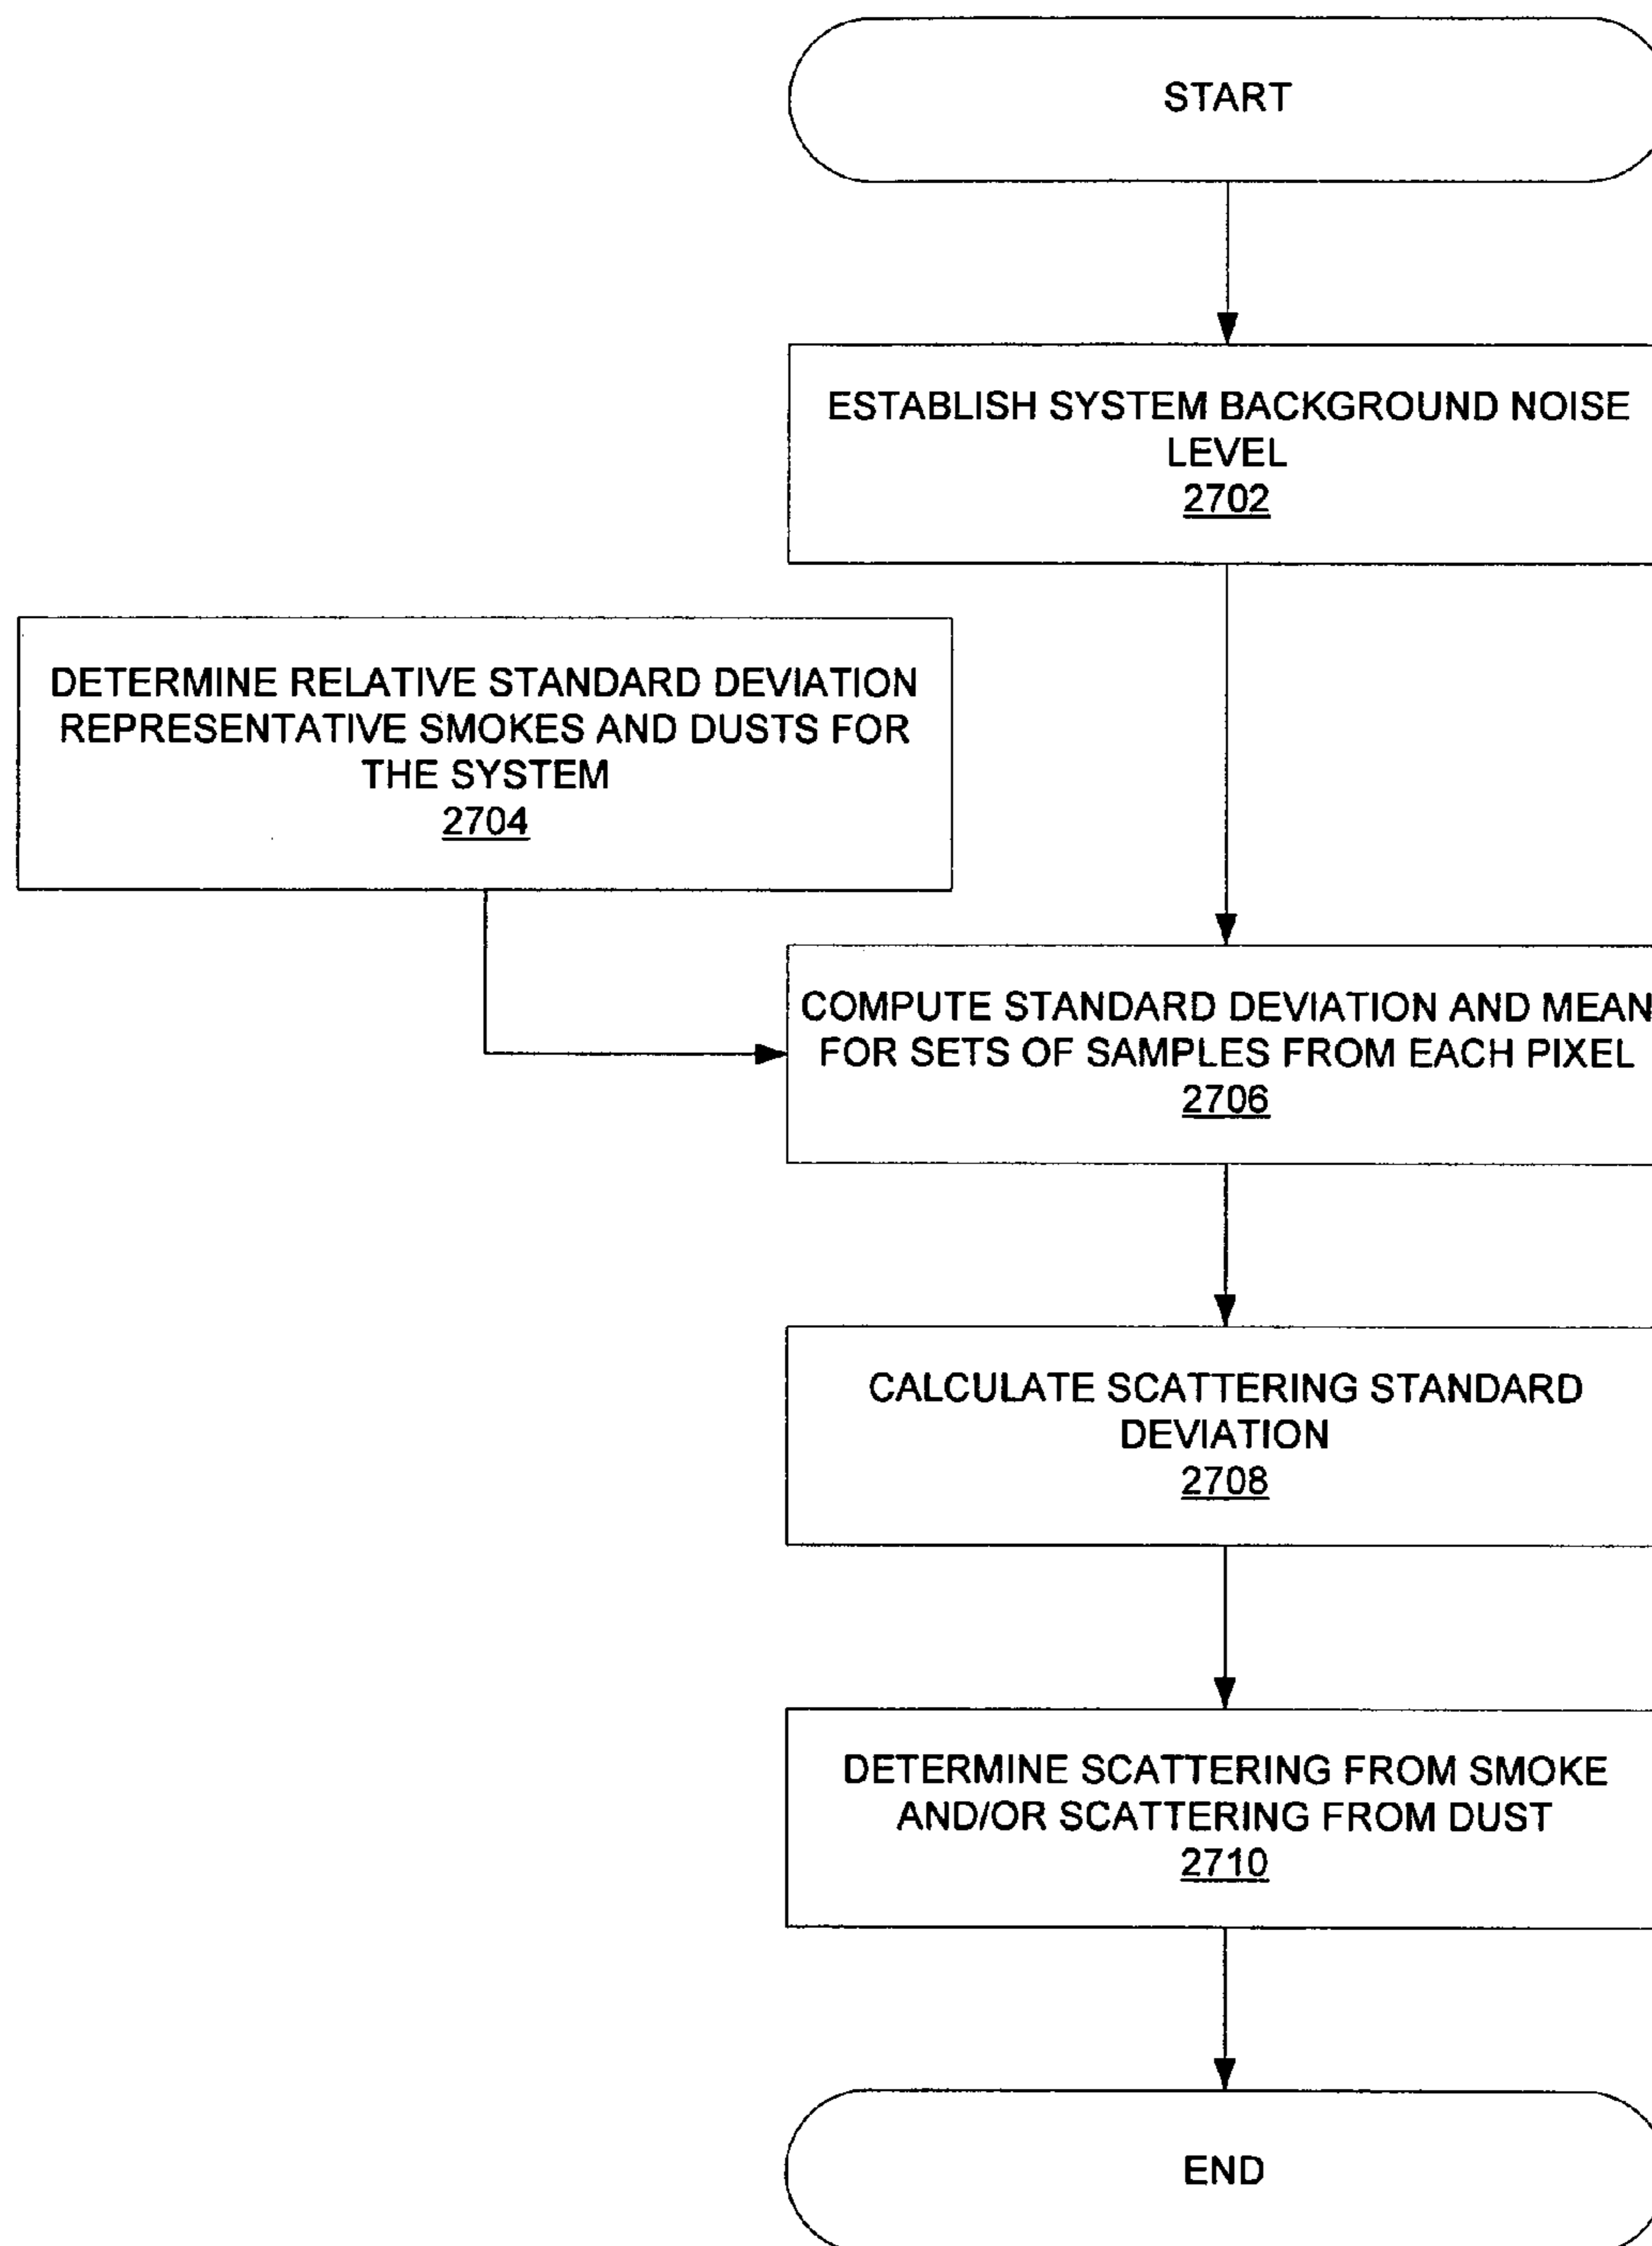 START
ESTABLISH SYSTEM BACKGROUND NOISE
LEVEL
2702
DETERMINE RELATIVE STANDARD DEVIATION
REPRESENTATIVE SMOKES AND DUSTS FOR
THE SYSTEM
2704
COMPUTE STANDARD DEVIATION AND MEAN
FOR SETS OF SAMPLES FROM EACH PIXEL
2706
CALCULATE SCATTERING STANDARD
DEVIATION
2708
DETERMINE SCATTERING FROM SMOKE
AND/OR SCATTERING FROM DUST
2710
END